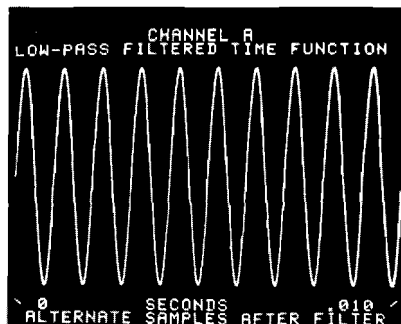 CHANNEL A
LOW-PASS FILTERED TIME FUNCTION
0 SECONDS .010
ALTERNATE SAMPLES AFTER FILTER